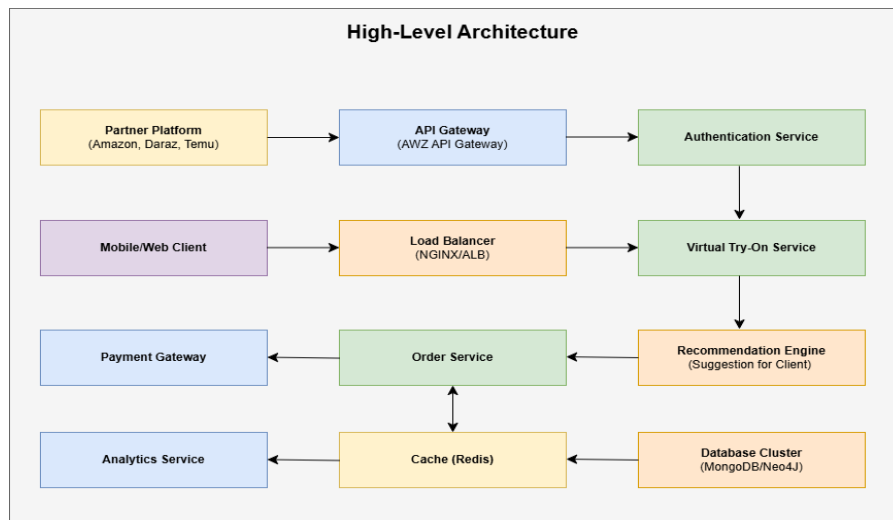 High-Level Architecture
Partner Platform
(Amazon, Daraz, Temu)
API Gateway
(AWZ API Gateway)
Authentication Service
Mobile/Web Client
Load Balancer
(NGINX/ALB)
Virtual Try-On Service
Payment Gateway
Order Service
Recommendation Engine
(Suggestion for Client)
Analytics Service
Cache (Redis)
Database Cluster
(MongoDB/Neo4J)